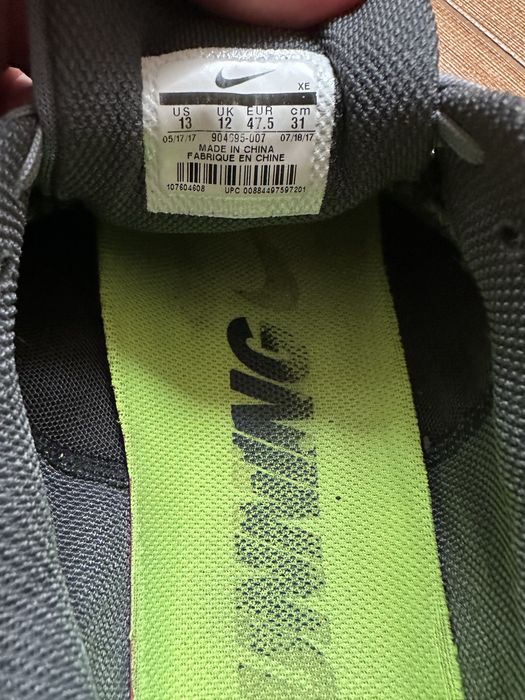 XE
US UK EUR cm
13 12 47.5 31
05/17/17 904695-007 07/18/17
MADE IN CHINA
FABRIQUE EN CHINE
107604608 UPC 00884497597201
RUNNING